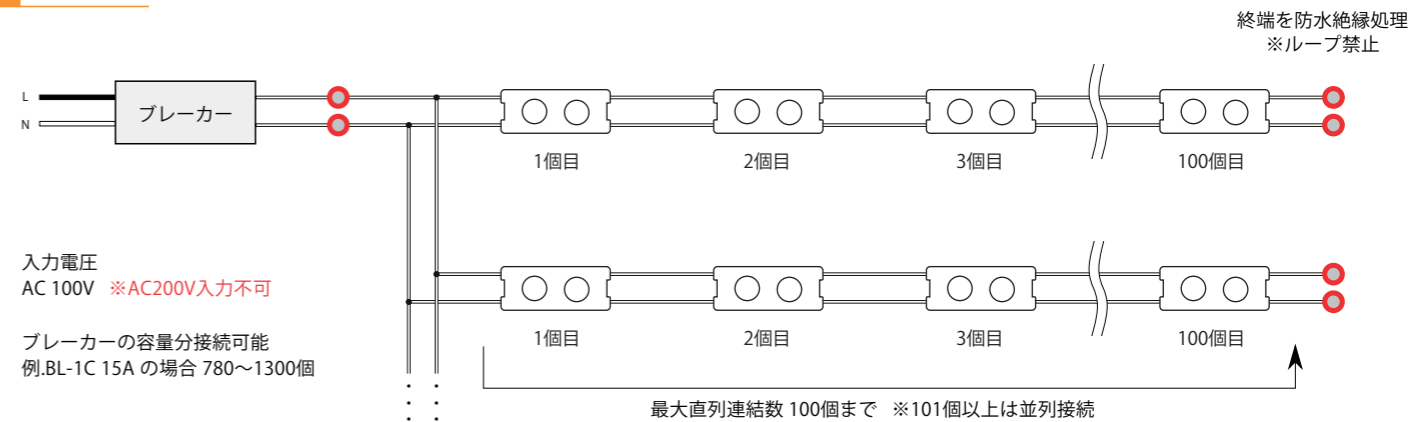 終端を防水絶縁処理
※ループ禁止
L
N
ブレーカー
1個目
2個目
3個目
100個目
入力電圧
AC 100V ※AC200V入力不可
ブレーカーの容量分接続可能
例.BL-1C 15A の場合 780〜1300個
1個目
2個目
3個目
100個目
最大直列連結数 100個まで ※101個以上は並列接続